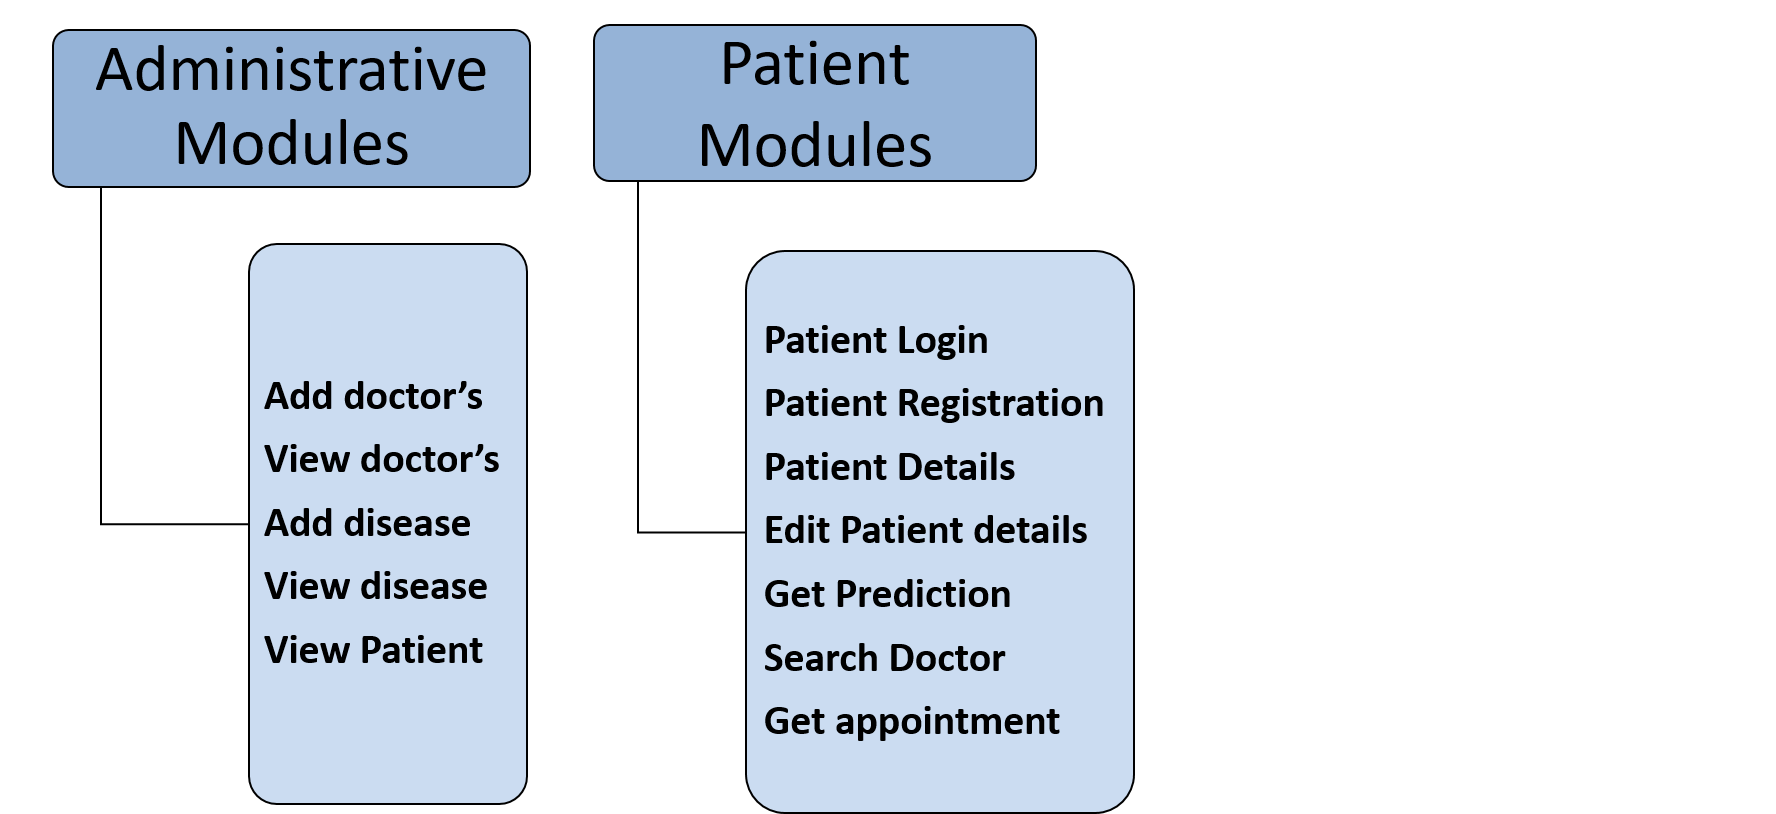 Administrative
Modules
Add doctor’s
View doctor’s
Add disease
View disease
View Patient
Patient
Modules
Patient Login
Patient Registration
Patient Details
Edit Patient details
Get Prediction
Search Doctor
Get appointment